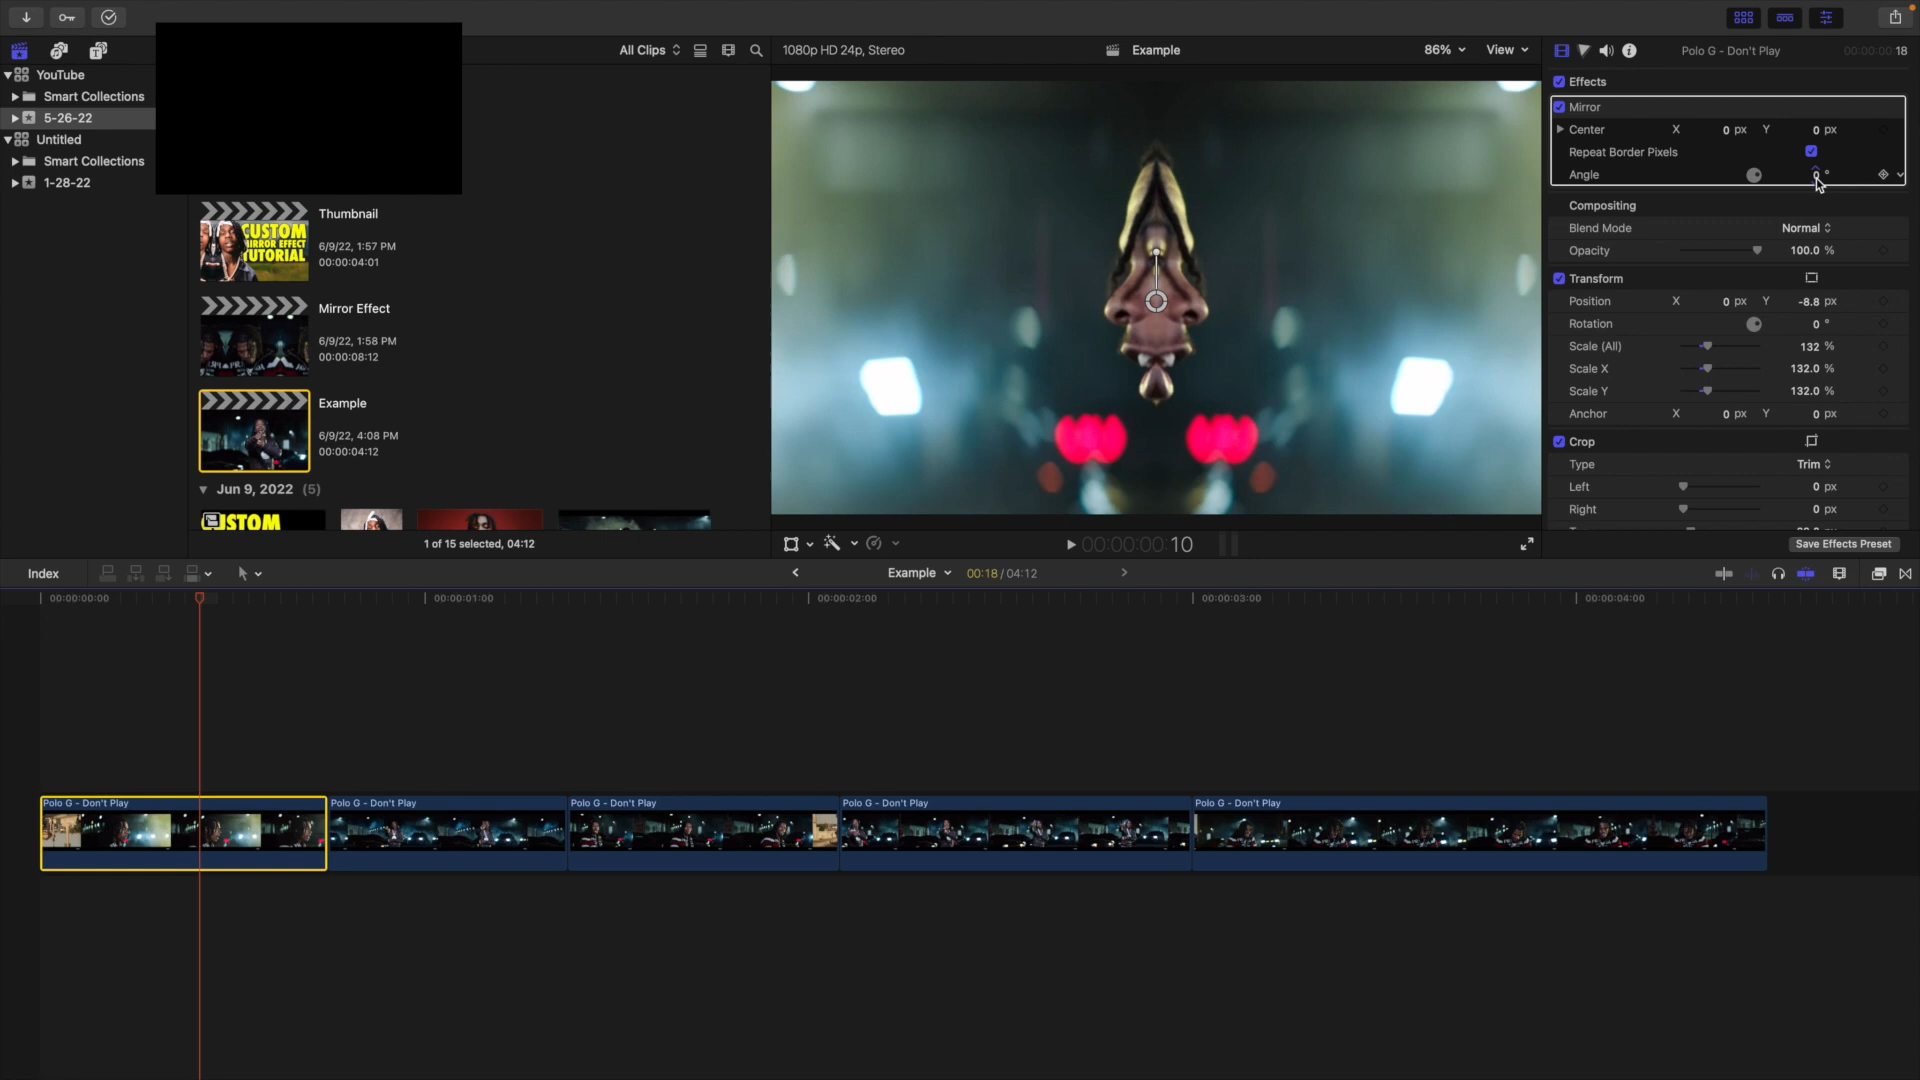 All Clips
1080p HD 24p, Stereo
Example
86%
View
Polo G - Don't Play
00:00:00:18
YouTube
Smart Collections
5-26-22
Untitled
Smart Collections
1-28-22
Thumbnail
6/9/22, 1:57 PM
00:00:04:01
CUSTOM
MIRROR EFFECT
TUTORIAL
Mirror Effect
6/9/22, 1:58 PM
00:00:08:12
Example
6/9/22, 4:08 PM
00:00:04:12
Jun 9, 2022 (5)
1 of 15 selected, 04:12
00:00:00:10
Effects
Mirror
Center X 0 px Y 0 px
Repeat Border Pixels
Angle 0 °
Compositing
Blend Mode Normal
Opacity 100.0 %
Transform
Position X 0 px Y -8.8 px
Rotation 0 °
Scale (All) 132 %
Scale X 132.0 %
Scale Y 132.0 %
Anchor X 0 px Y 0 px
Crop
Type Trim
Left 0 px
Right 0 px
Save Effects Preset
Index
Example
00:18 / 04:12
00:00:00:00
00:00:01:00
00:00:02:00
00:00:03:00
00:00:04:00
Polo G - Don't Play
Polo G - Don't Play
Polo G - Don't Play
Polo G - Don't Play
Polo G - Don't Play